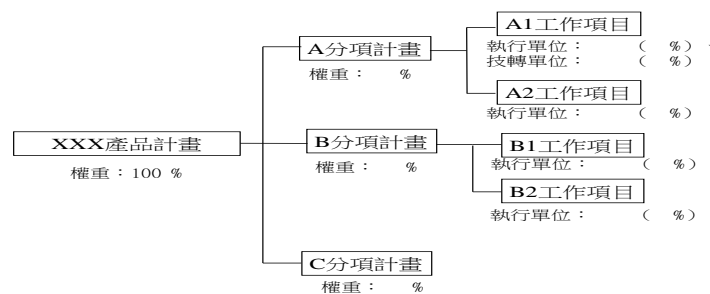 A1工作項目
執行單位：　　（　%）
技轉單位：　　（　%）
A分項計畫
權重：　%
A2工作項目
執行單位：　　（　%）
XXX產品計畫
權重：100 %
B分項計畫
權重：　%
B1工作項目
執行單位：　　（　%）
B2工作項目
執行單位：　　（　%）
C分項計畫
權重：　%